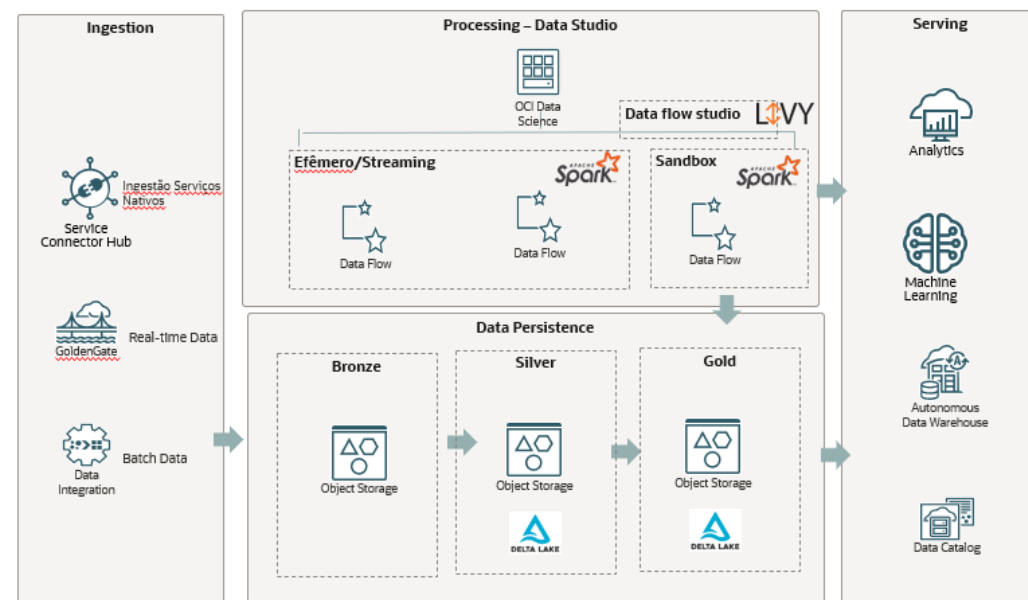 Ingestion
Ingestão Serviços
Nativos
Service
Connector Hub
Real-time Data
GoldenGate
Batch Data
Data
Integration
Processing – Data Studio
OCI Data
Science
Data flow studio
LIVY
Efêmero/Streaming
APACHE
Spark
Data Flow
Data Flow
Sandbox
APACHE
Spark
Data Flow
Data Persistence
Bronze
Object Storage
Silver
Object Storage
DELTA LAKE
Gold
Object Storage
DELTA LAKE
Serving
Analytics
Machine
Learning
A
Autonomous
Data Warehouse
Data Catalog